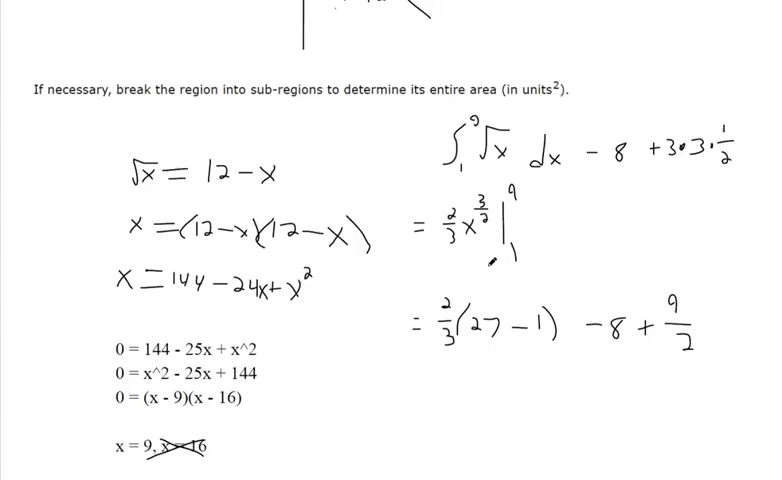 If necessary, break the region into sub-regions to determine its entire area (in units²).
√x = 12 - x
x = (12 - x)(12 - x)
x = 144 - 24x + x²
0 = 144 - 25x + x^2
0 = x^2 - 25x + 144
0 = (x - 9)(x - 16)
x = 9, x = 16
∫₁⁹ √x dx - 8 + 3·3·1/2
= 2/3 x^(3/2) |₁⁹
= 2/3 (27 - 1) - 8 + 9/2